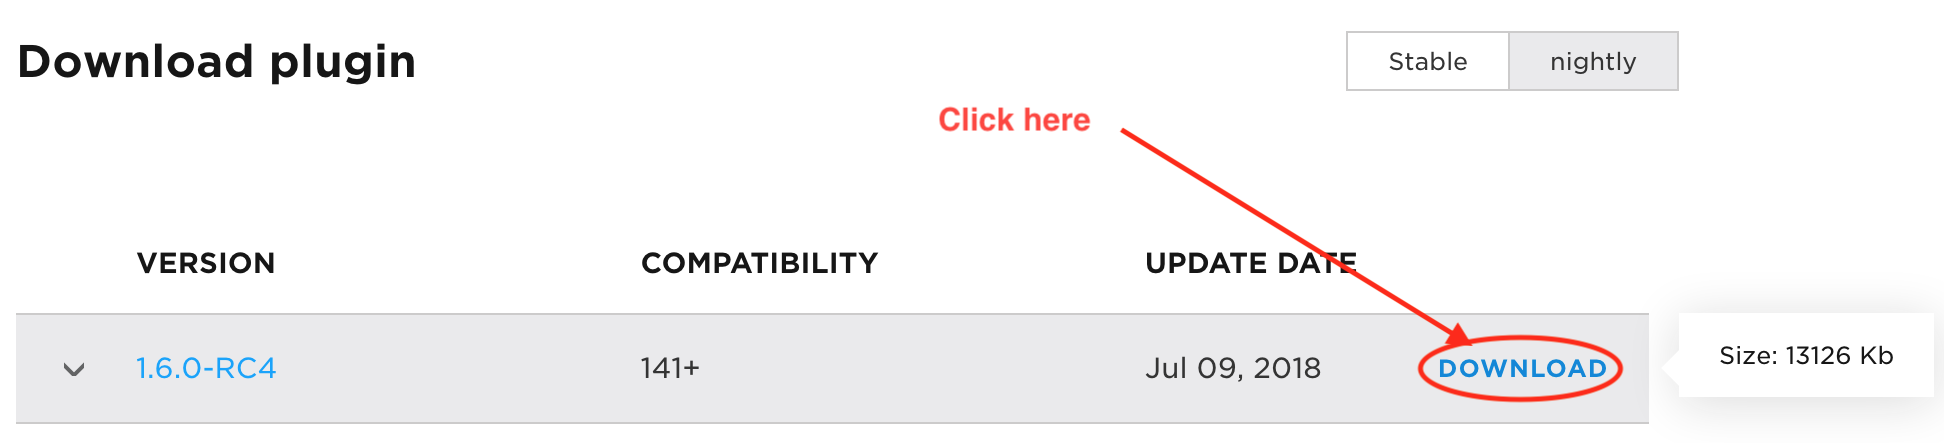 Download plugin
Stable
nightly
Click here
VERSION
COMPATIBILITY
UPDATE DATE
1.6.0-RC4
141+
Jul 09, 2018
DOWNLOAD
Size: 13126 Kb